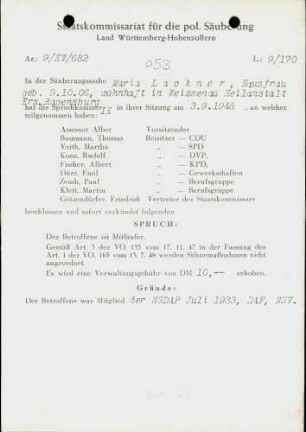 Staatskommissariat für die pol. Säuberung
Land Württemberg-Hohenzollern
Az.: 9/XX/682 L: 9/170
053
In der Säuberungssache Maria Lackner, Hausfrau
geb. 9.10.06, wohnhaft in Weissenau Heilanstalt
Krs. Ravensburg
hat die Spruchkammer IX in ihrer Sitzung am 3.9.1948, an welcher
teilgenommen haben:
Assessor Alber Vorsitzender
Baumann, Thomas Beisitzer — CDU
Veith, Martha „ — SPD
Konz, Rudolf „ — DVP,
Fischer, Albert „ — KPD,
Dürr, Emil „ — Gewerkschaften
Zenth, Paul „ — Berufsgruppe
Klett, Martin „ — Berufsgruppe
Friedrich Vertreter des Staatskommissars
beschlossen und sofort verkündet folgenden
SPRUCH:
Der Betroffene ist Mitläufer.
Gemäß Art. 3 der VO. 133 vom 17. 11. 47 in der Fassung des
Art. 1 der VO. 165 vom 13. 7. 48 werden Sühnemaßnahmen nicht
angeordnet.
Es wird eine Verwaltungsgebühr von DM 10,— erhoben.
Gründe:
Der Betroffene war Mitglied der NSDAP Juli 1933, DAF, NSV.